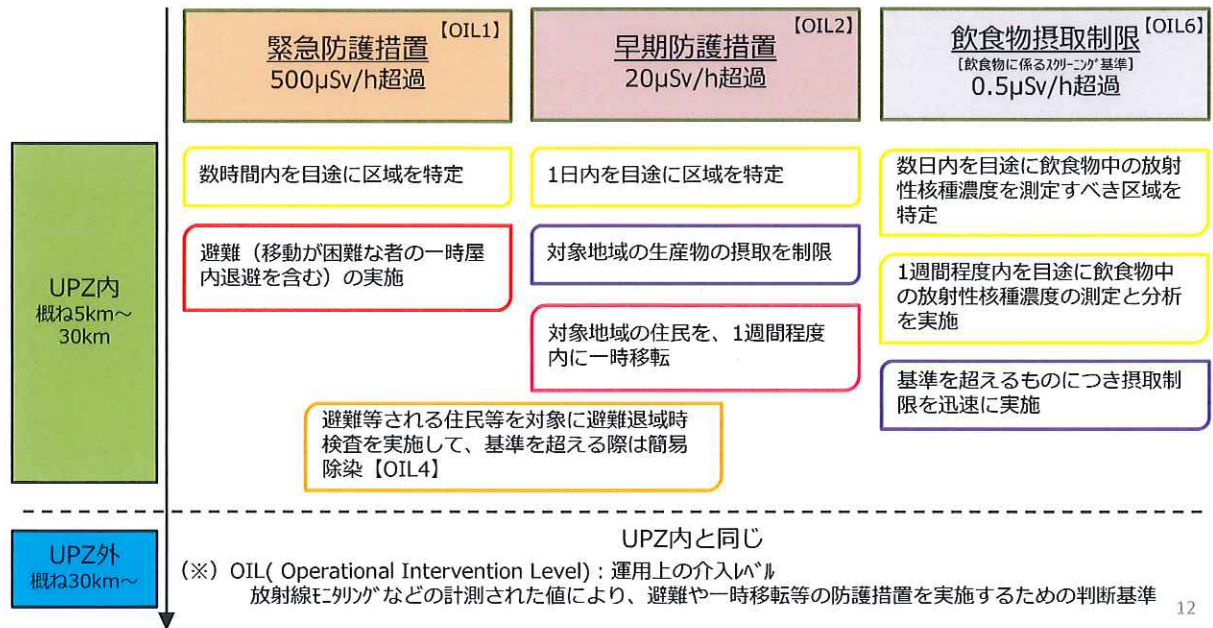 緊急防護措置【OIL1】
500μSv/h超過
早期防護措置【OIL2】
20μSv/h超過
飲食物摂取制限【OIL6】
[飲食物に係るｽｸﾘｰﾆﾝｸﾞ基準]
0.5μSv/h超過
UPZ内
概ね5km～
30km
数時間内を目途に区域を特定
避難（移動が困難な者の一時屋
内退避を含む）の実施
1日内を目途に区域を特定
対象地域の生産物の摂取を制限
対象地域の住民を、1週間程度
内に一時移転
数日内を目途に飲食物中の放射
性核種濃度を測定すべき区域を
特定
1週間程度内を目途に飲食物中
の放射性核種濃度の測定と分析
を実施
基準を超えるものにつき摂取制
限を迅速に実施
避難等される住民等を対象に避難退域時
検査を実施して、基準を超える際は簡易
除染【OIL4】
UPZ外
概ね30km～
UPZ内と同じ
（※）OIL( Operational Intervention Level)：運用上の介入ﾚﾍﾞﾙ
放射線ﾓﾆﾀﾘﾝｸﾞなどの計測された値により、避難や一時移転等の防護措置を実施するための判断基準
12